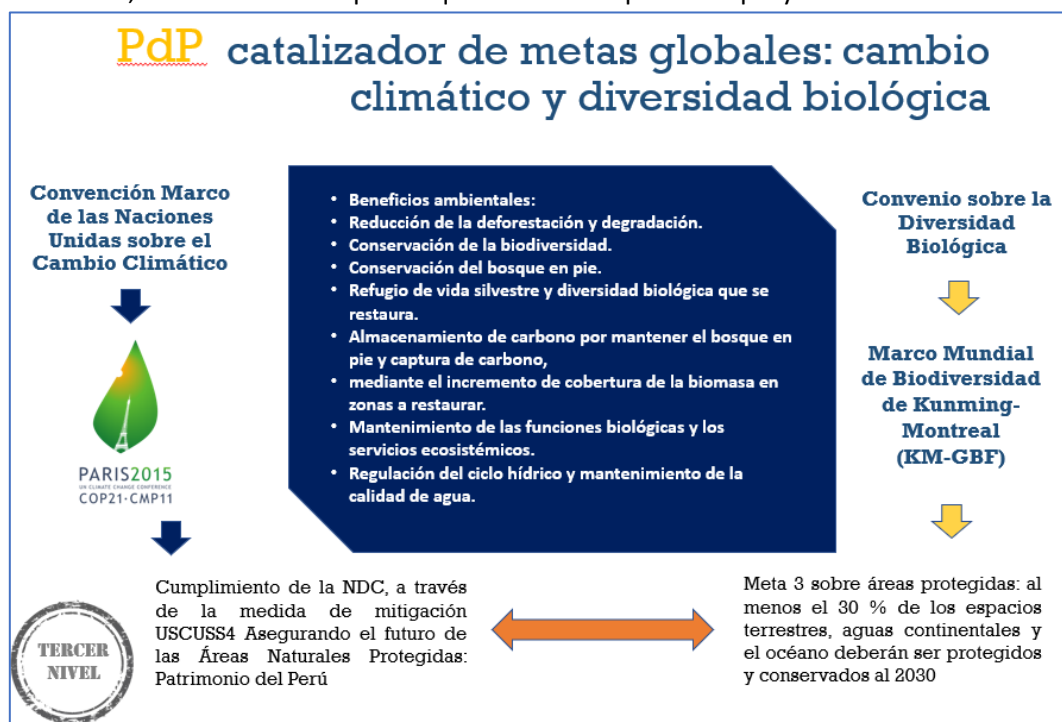 PdP catalizador de metas globales: cambio
climático y diversidad biológica
Convención Marco
de las Naciones
Unidas sobre el
Cambio Climático
PARIS2015
UN CLIMATE CHANGE CONFERENCE
COP21·CMP11
• Beneficios ambientales:
• Reducción de la deforestación y degradación.
• Conservación de la biodiversidad.
• Conservación del bosque en pie.
• Refugio de vida silvestre y diversidad biológica que se
restaura.
• Almacenamiento de carbono por mantener el bosque en
pie y captura de carbono,
• mediante el incremento de cobertura de la biomasa en
zonas a restaurar.
• Mantenimiento de las funciones biológicas y los
servicios ecosistémicos.
• Regulación del ciclo hídrico y mantenimiento de la
calidad de agua.
Convenio sobre la
Diversidad
Biológica
Marco Mundial
de Biodiversidad
de Kunming-
Montreal
(KM-GBF)
TERCER
NIVEL
Cumplimiento de la NDC, a través
de la medida de mitigación
USCUSS4 Asegurando el futuro de
las Áreas Naturales Protegidas:
Patrimonio del Perú
Meta 3 sobre áreas protegidas: al
menos el 30 % de los espacios
terrestres, aguas continentales y
el océano deberán ser protegidos
y conservados al 2030